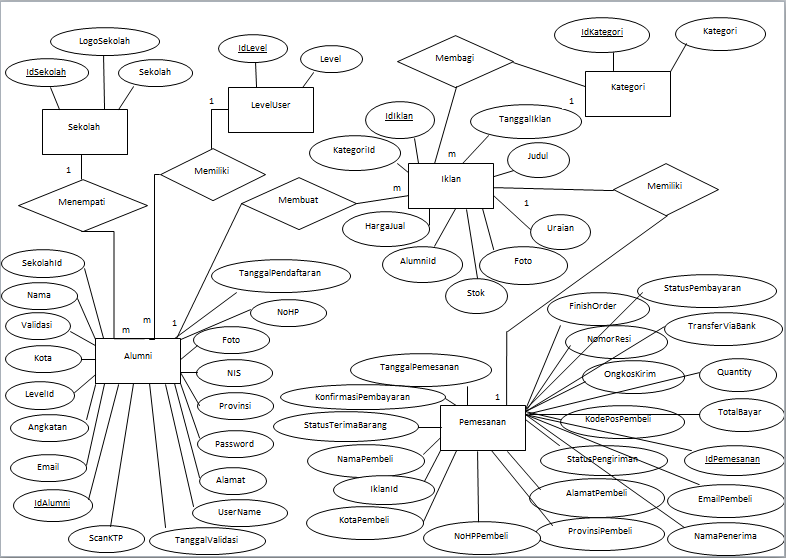 LogoSekolah
IdSekolah
Sekolah
Sekolah
1
Menempati
IdLevel
Level
LevelUser
1
Memiliki
Membagi
IdKategori
Kategori
Kategori
1
IdIklan
TanggalIklan
KategoriId
Judul
m
Iklan
m
Membuat
HargaJual
AlumniId
Stok
Foto
Uraian
1
Memiliki
SekolahId
Nama
Validasi
Kota
LevelId
Angkatan
Email
IdAlumni
ScanKTP
TanggalValidasi
UserName
Alamat
Password
Provinsi
NIS
Foto
NoHP
TanggalPendaftaran
m
m
1
Alumni
StatusPembayaran
FinishOrder
TransferViaBank
NomorResi
OngkosKirim
Quantity
TanggalPemesanan
KonfirmasiPembayaran
1
StatusTerimaBarang
Pemesanan
KodePosPembeli
TotalBayar
NamaPembeli
StatusPengiriman
IdPemesanan
IklanId
AlamatPembeli
EmailPembeli
KotaPembeli
NoHPPembeli
ProvinsiPembeli
NamaPenerima